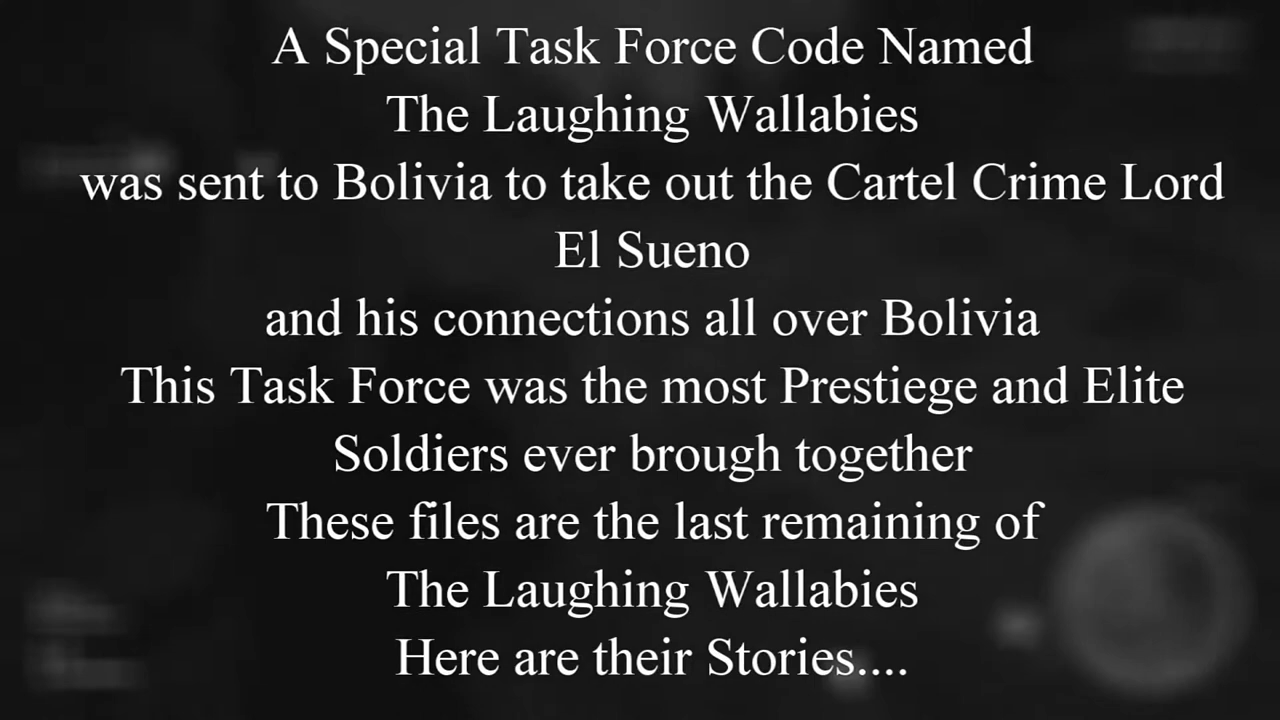 A Special Task Force Code Named
The Laughing Wallabies
was sent to Bolivia to take out the Cartel Crime Lord
El Sueno
and his connections all over Bolivia
This Task Force was the most Prestiege and Elite
Soldiers ever brough together
These files are the last remaining of
The Laughing Wallabies
Here are their Stories....